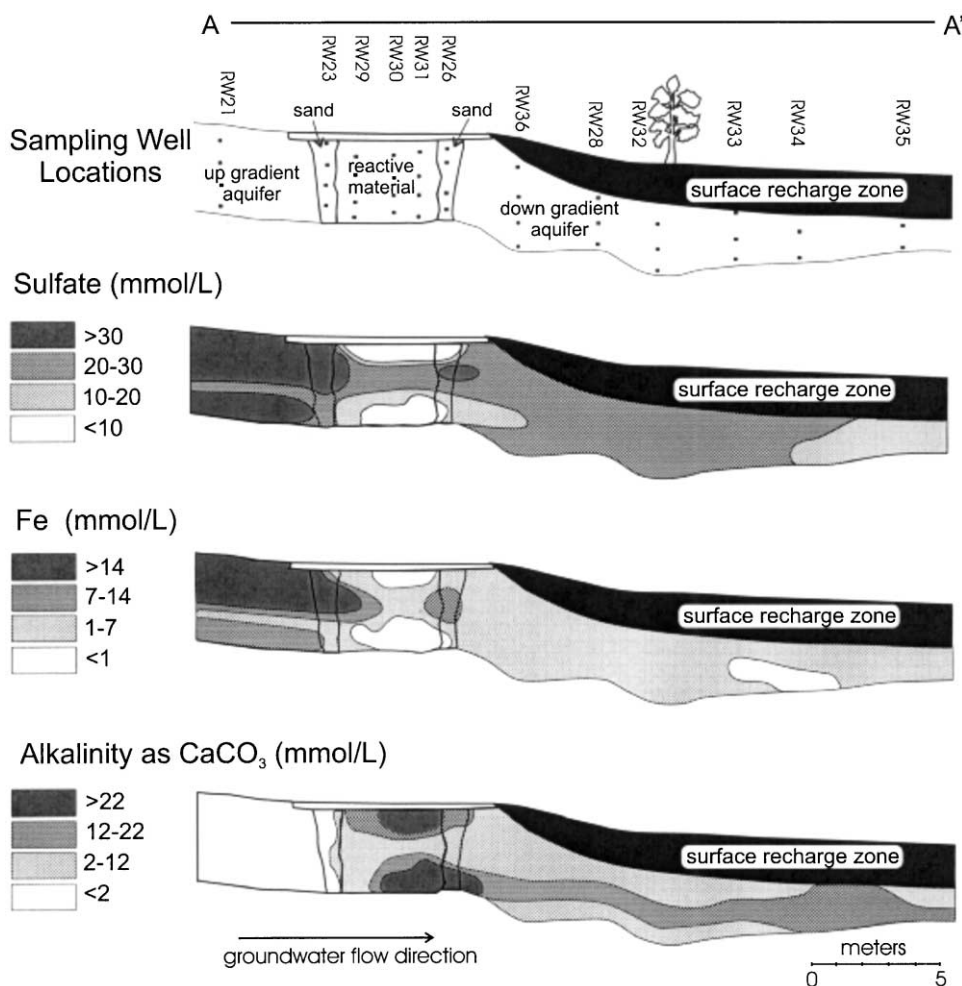 A
A'
RW21
RW23
RW29
RW30
RW31
RW26
RW36
RW28
RW32
RW33
RW34
RW35
sand
sand
Sampling Well
Locations
up gradient
aquifer
reactive
material
down gradient
aquifer
surface recharge zone
Sulfate (mmol/L)
>30
20-30
10-20
<10
surface recharge zone
Fe (mmol/L)
>14
7-14
1-7
<1
surface recharge zone
Alkalinity as CaCO₃ (mmol/L)
>22
12-22
2-12
<2
surface recharge zone
groundwater flow direction
meters
0 5